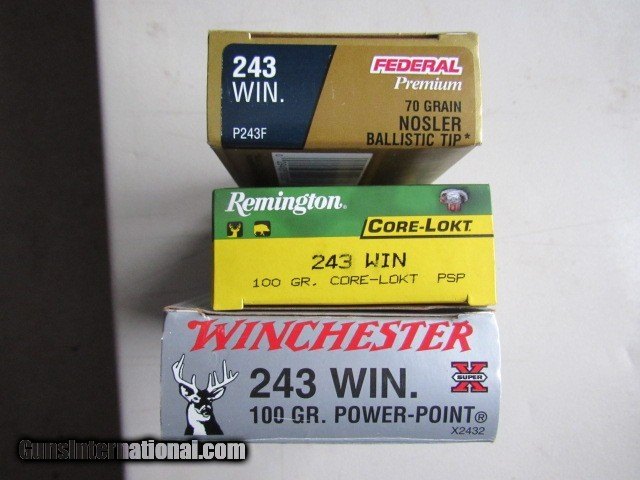 243
WIN.
P243F
FEDERAL
Premium
70 GRAIN
NOSLER
BALLISTIC TIP*
Remington®
CORE-LOKT
243 WIN
100 GR. CORE-LOKT PSP
WINCHESTER
243 WIN.
100 GR. POWER-POINT®
SUPER X
X2432
GunsInternational.com